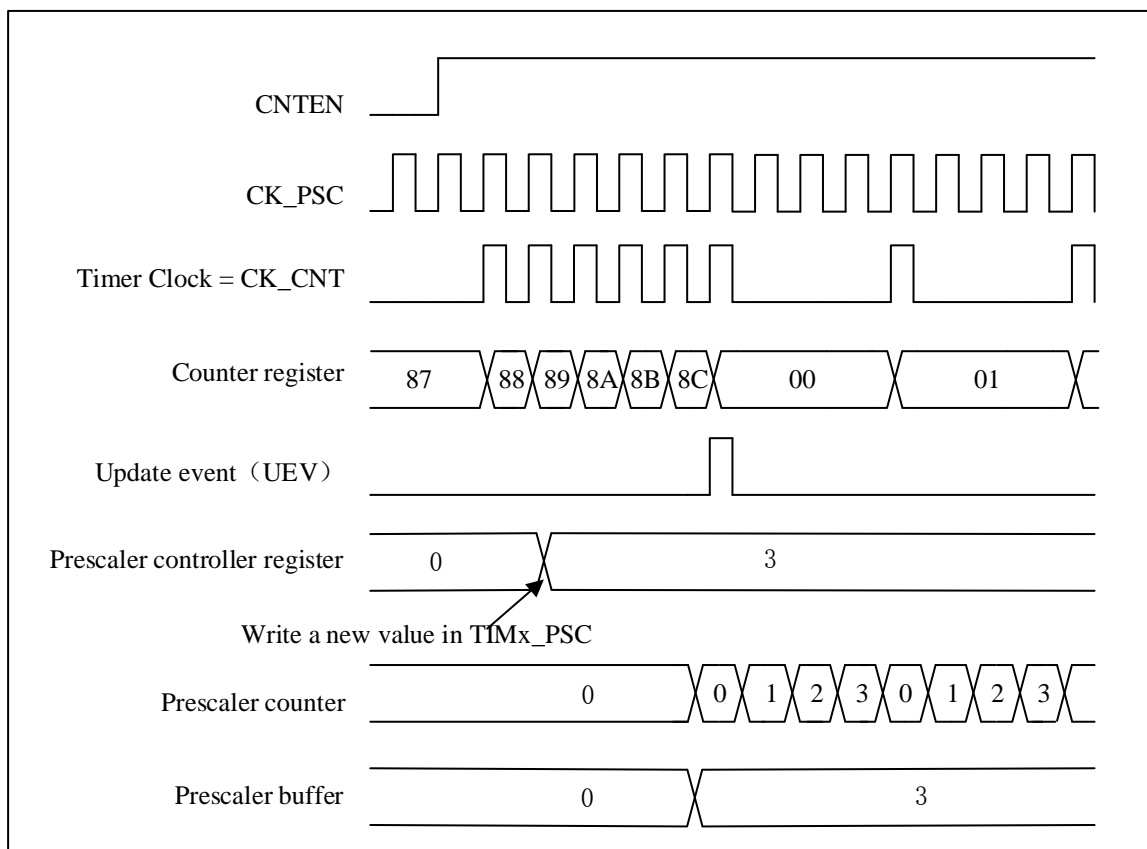 CNTEN
CK_PSC
Timer Clock = CK_CNT
Counter register 87 88 89 8A 8B 8C 00 01
Update event（UEV）
Prescaler controller register 0 3
Write a new value in TIMx_PSC
Prescaler counter 0 0 1 2 3 0 1 2 3
Prescaler buffer 0 3